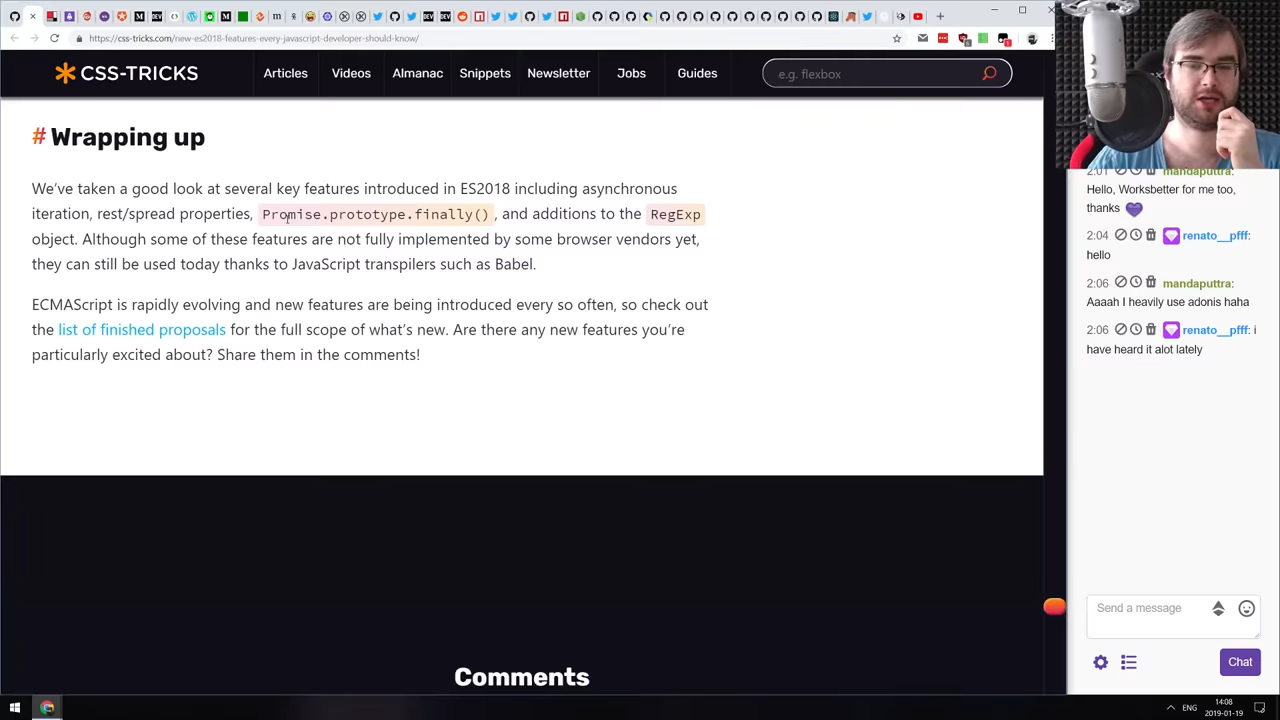 https://css-tricks.com/new-es2018-features-every-javascript-developer-should-know/
CSS-TRICKS
Articles
Videos
Almanac
Snippets
Newsletter
Jobs
Guides
e.g. flexbox
# Wrapping up
We’ve taken a good look at several key features introduced in ES2018 including asynchronous
iteration, rest/spread properties, Promise.prototype.finally(), and additions to the RegExp
object. Although some of these features are not fully implemented by some browser vendors yet,
they can still be used today thanks to JavaScript transpilers such as Babel.
ECMAScript is rapidly evolving and new features are being introduced every so often, so check out
the list of finished proposals for the full scope of what’s new. Are there any new features you’re
particularly excited about? Share them in the comments!
Comments
2:01 mandaputtra:
Hello, Worksbetter for me too,
thanks
2:04 renato__pfff:
hello
2:06 mandaputtra:
Aaaah I heavily use adonis haha
2:06 renato__pfff: i
have heard it alot lately
Send a message
Chat
ENG
14:08
2019-01-19